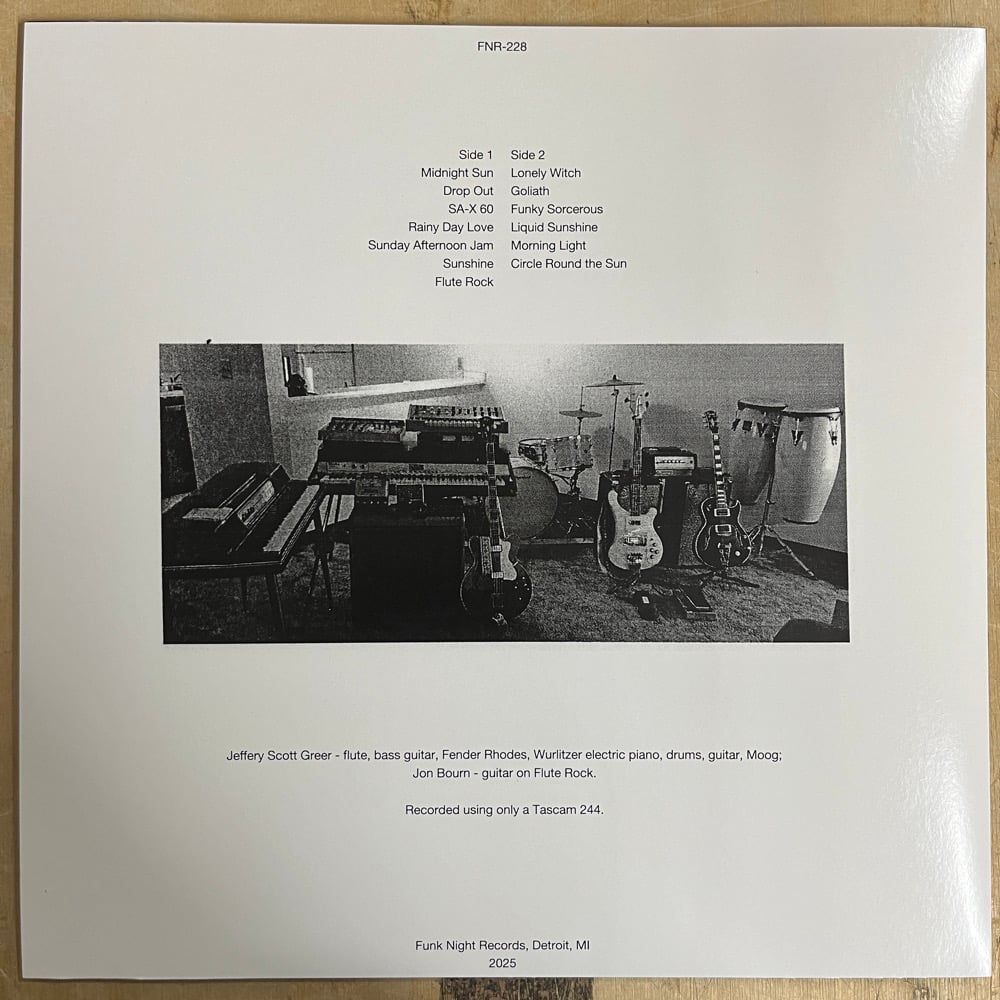 FNR-228
Side 1
Midnight Sun
Drop Out
SA-X 60
Rainy Day Love
Sunday Afternoon Jam
Sunshine
Flute Rock
Side 2
Lonely Witch
Goliath
Funky Sorcerous
Liquid Sunshine
Morning Light
Circle Round the Sun
Jeffery Scott Greer - flute, bass guitar, Fender Rhodes, Wurlitzer electric piano, drums, guitar, Moog;
Jon Bourn - guitar on Flute Rock.
Recorded using only a Tascam 244.
Funk Night Records, Detroit, MI
2025